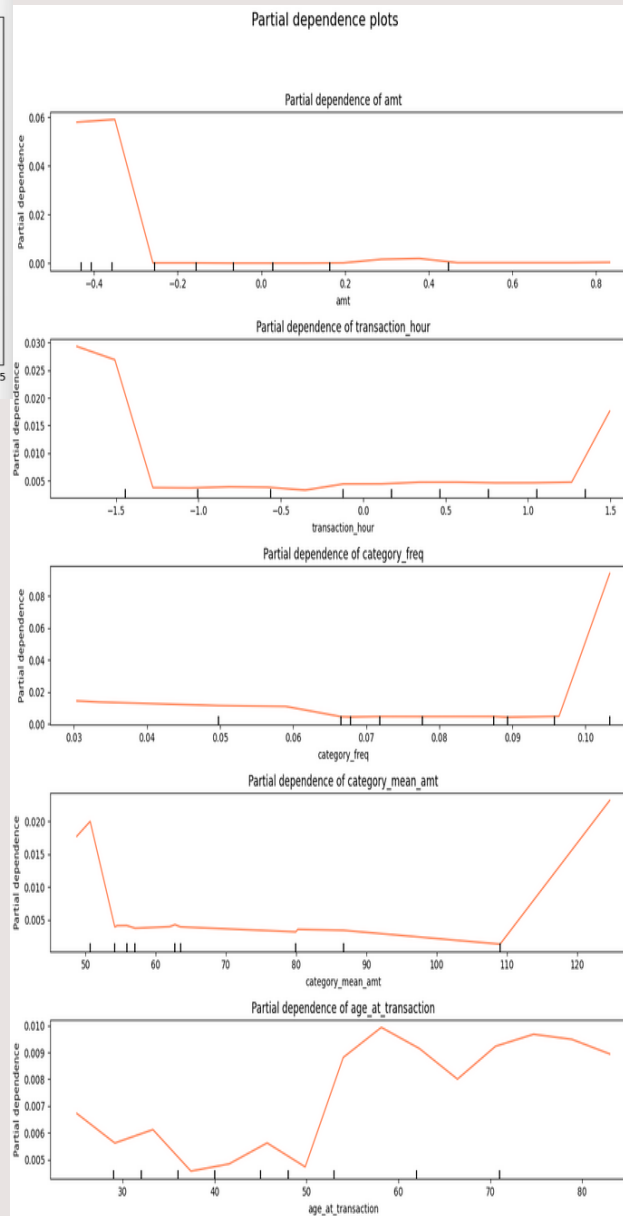 Partial dependence plots
Partial dependence of amt
Partial dependence
0.06
0.04
0.02
0.00
−0.4 −0.2 0.0 0.2 0.4 0.6 0.8
amt
Partial dependence of transaction_hour
Partial dependence
0.030
0.025
0.020
0.015
0.010
0.005
5
−1.5 −1.0 −0.5 0.0 0.5 1.0 1.5
transaction_hour
Partial dependence of category_freq
Partial dependence
0.08
0.06
0.04
0.02
0.00
0.03 0.04 0.05 0.06 0.07 0.08 0.09 0.10
category_freq
Partial dependence of category_mean_amt
Partial dependence
0.020
0.015
0.010
0.005
50 60 70 80 90 100 110 120
category_mean_amt
Partial dependence of age_at_transaction
Partial dependence
0.010
0.009
0.008
0.007
0.006
0.005
30 40 50 60 70 80
age_at_transaction